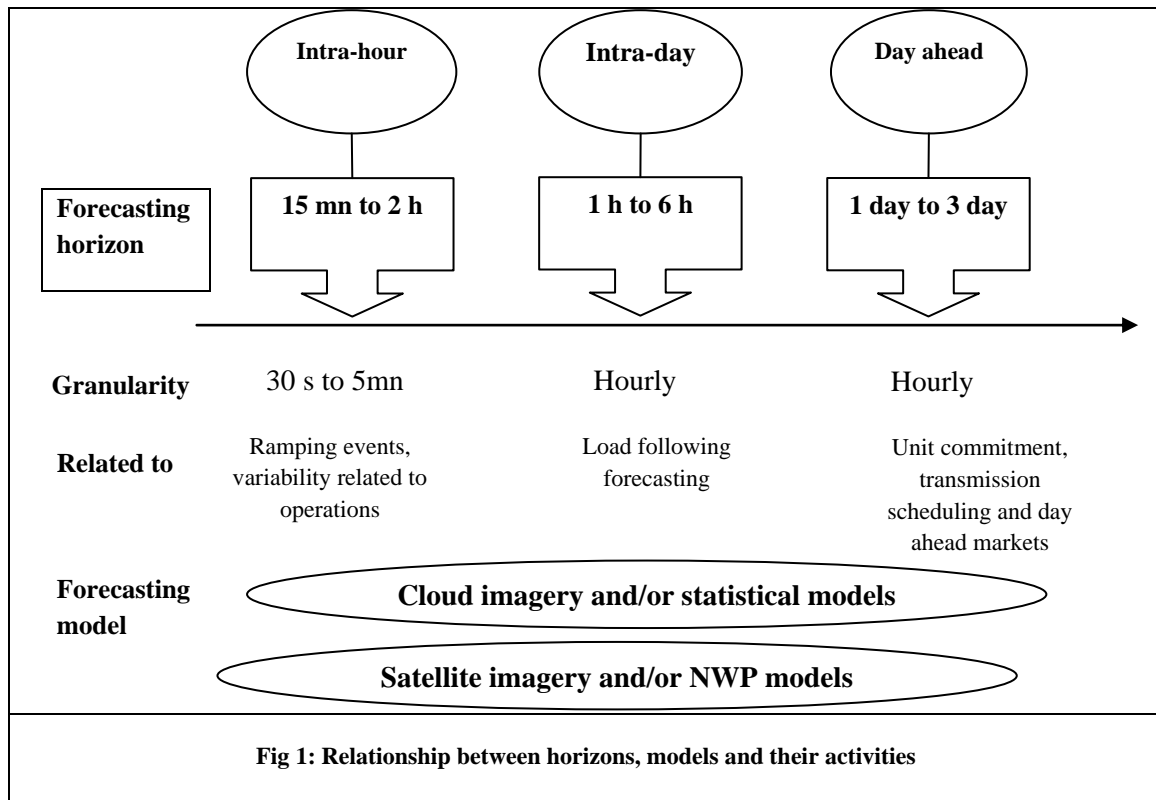 Intra-hour
Intra-day
Day ahead
Forecasting
horizon
15 mn to 2 h
1 h to 6 h
1 day to 3 day
Granularity
30 s to 5mn
Hourly
Hourly
Related to
Ramping events,
variability related to
operations
Load following
forecasting
Unit commitment,
transmission
scheduling and day
ahead markets
Forecasting
model
Cloud imagery and/or statistical models
Satellite imagery and/or NWP models
Fig 1: Relationship between horizons, models and their activities